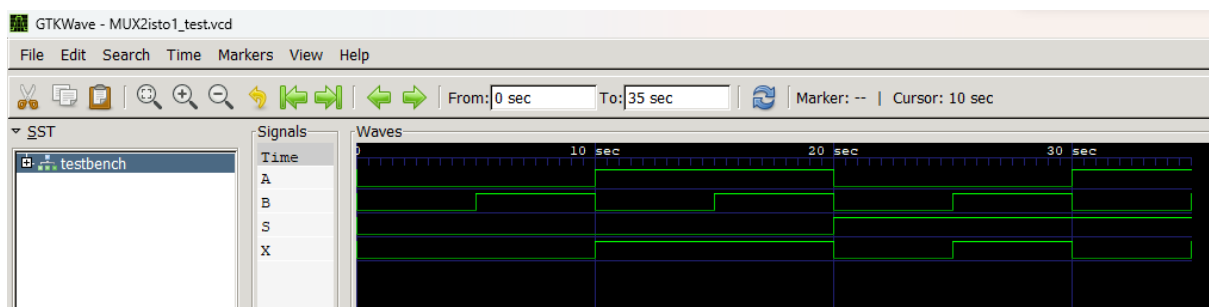 GTKWave - MUX2isto1_test.vcd
File Edit Search Time Markers View Help
From: 0 sec To: 35 sec Marker: -- | Cursor: 10 sec
SST Signals Waves
testbench Time 0 10 sec 20 sec 30 sec
A
B
S
X